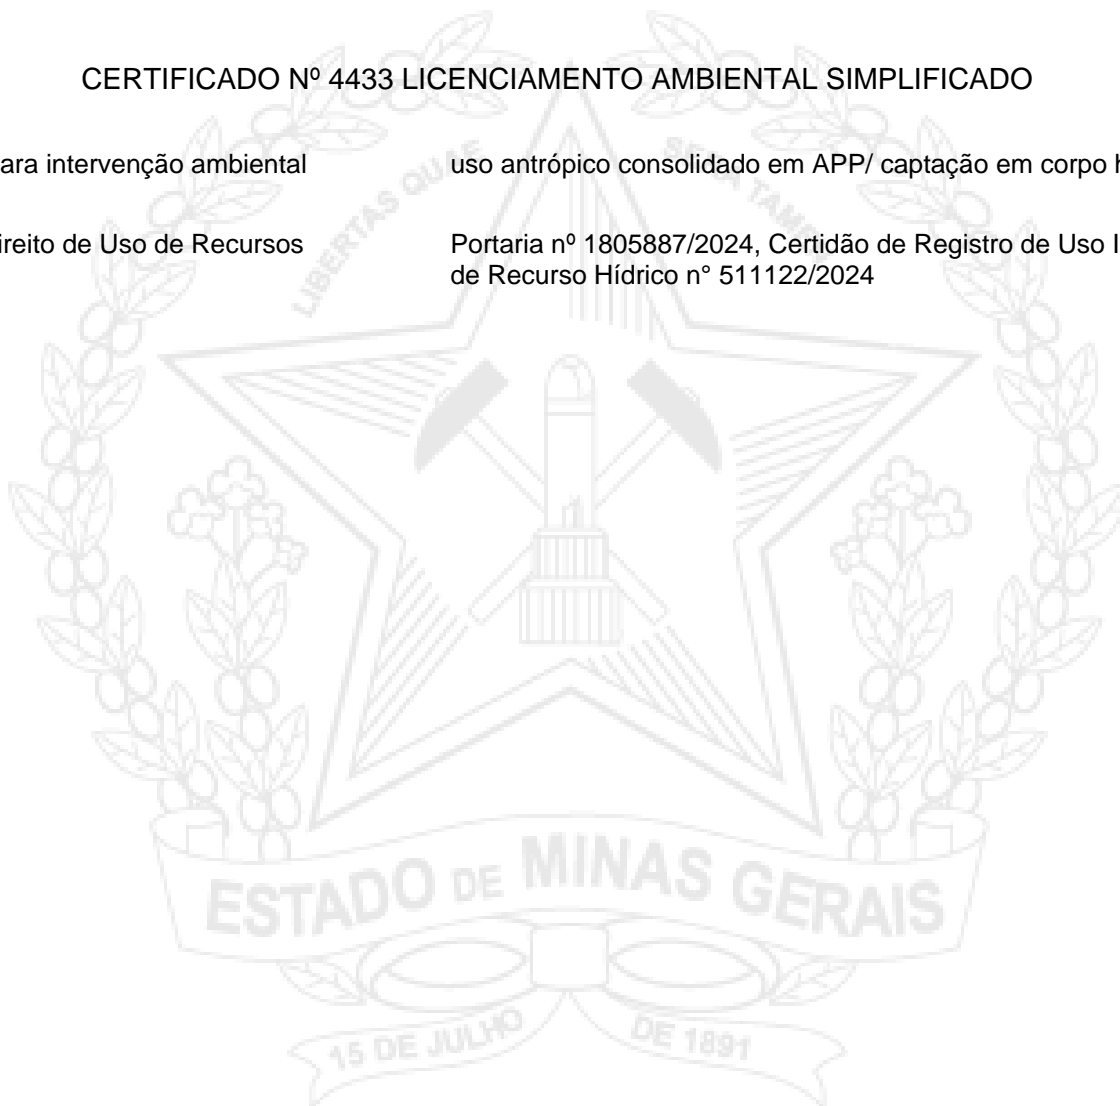 CERTIFICADO Nº 4433 LICENCIAMENTO AMBIENTAL SIMPLIFICADO
para intervenção ambiental uso antrópico consolidado em APP/ captação em corpo
Direito de Uso de Recursos Portaria nº 1805887/2024, Certidão de Registro de Uso
de Recurso Hídrico n° 511122/2024
LIBERTAS QUAE SERA TAMEN
ESTADO DE MINAS GERAIS
15 DE JULHO DE 1891